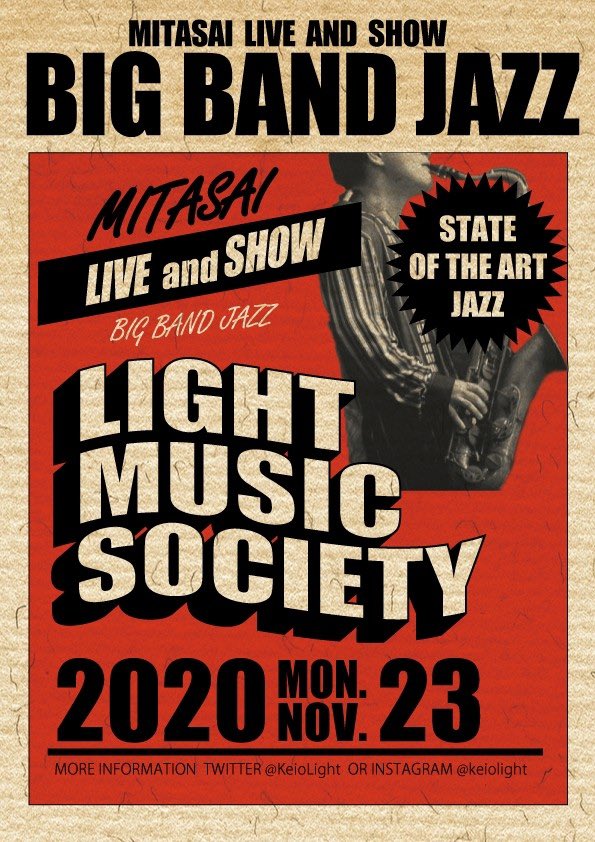 MITASAI LIVE AND SHOW
BIG BAND JAZZ
MITASAI
LIVE and SHOW
BIG BAND JAZZ
STATE
OF THE ART
JAZZ
LIGHT
MUSIC
SOCIETY
2020 MON. NOV. 23
MORE INFORMATION TWITTER @KeioLight OR INSTAGRAM @keiolight